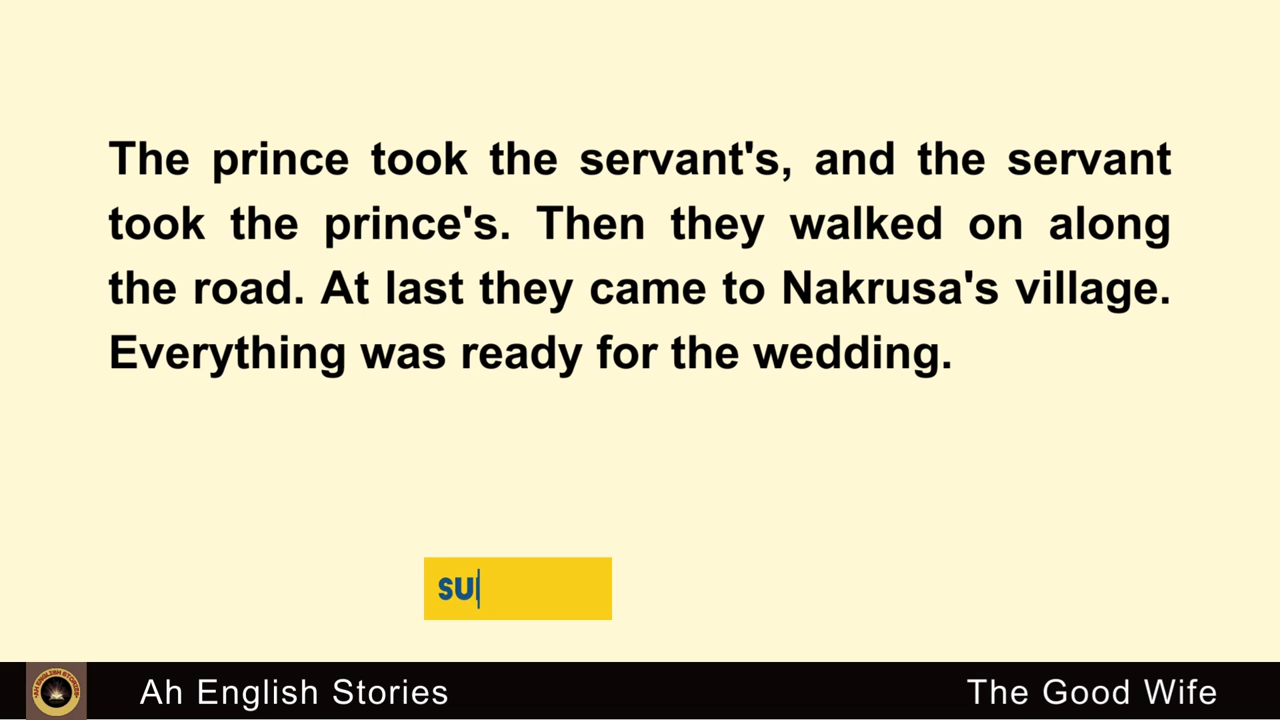 The prince took the servant's, and the servant
took the prince's. Then they walked on along
the road. At last they came to Nakrusa's village.
Everything was ready for the wedding.
SU
Ah English Stories
The Good Wife